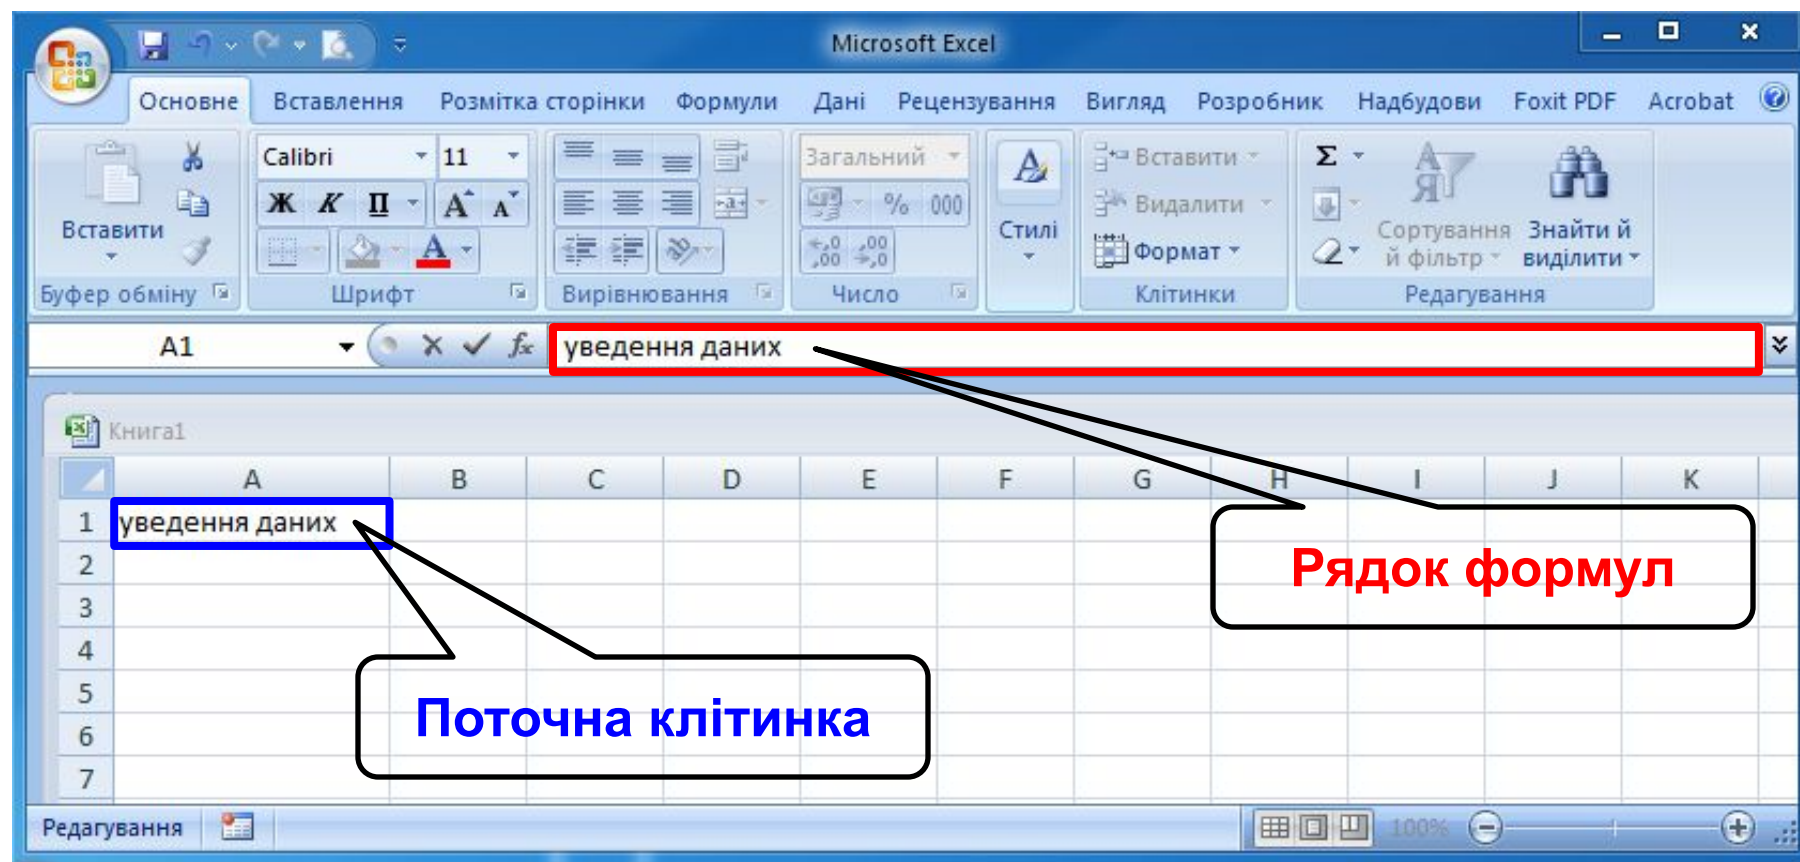 Microsoft Excel
Основне Вставлення Розмітка сторінки Формули Дані Рецензування Вигляд Розробник Надбудови Foxit PDF Acrobat
Calibri 11 Загальний Вставити Σ
Ж К П А А % 000 Видалити
Вставити Стилі Формат Сортування й фільтр Знайти й виділити
Буфер обміну Шрифт Вирівнювання Число Клітинки Редагування
A1 fx уведення даних
Книга1
A B C D E F G H I J K
1 уведення даних
2
Рядок формул
3
4
5
Поточна клітинка
6
7
Редагування 100%